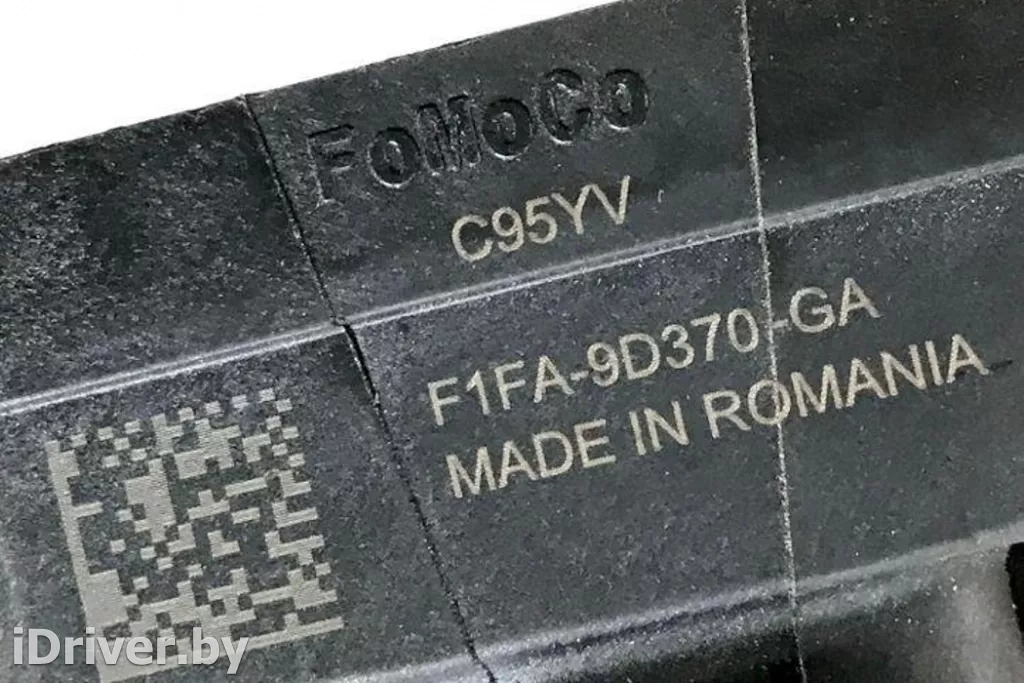 FoMoCo
C95YV
F1FA-9D370-GA
MADE IN ROMANIA
iDriver.by